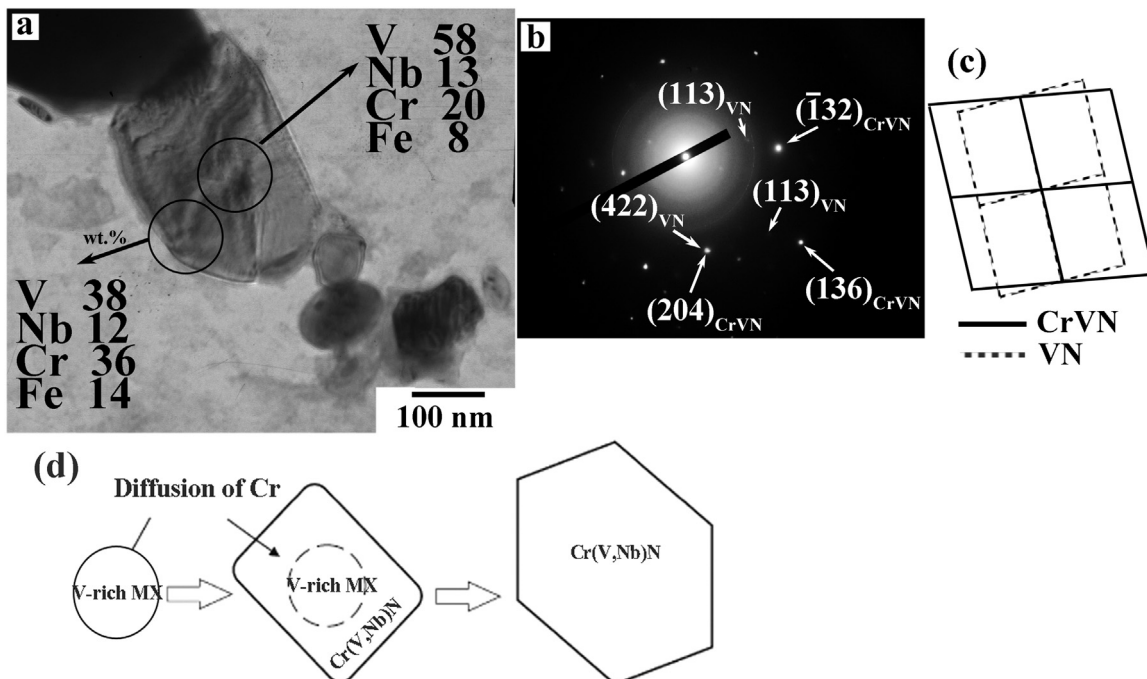 a
V 58
Nb 13
Cr 20
Fe 8
wt.%
V 38
Nb 12
Cr 36
Fe 14
100 nm
b
(113)VN
(1̄32)CrVN
(422)VN
(113)VN
(204)CrVN
(136)CrVN
(c)
CrVN
VN
(d)
Diffusion of Cr
V-rich MX
V-rich MX
Cr(V,Nb)N
Cr(V,Nb)N